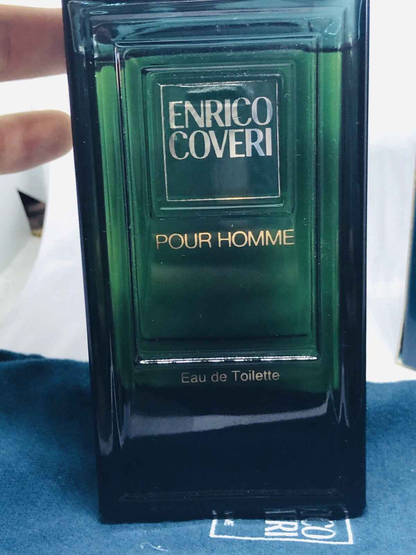 ENRICO
COVERI
POUR HOMME
Eau de Toilette